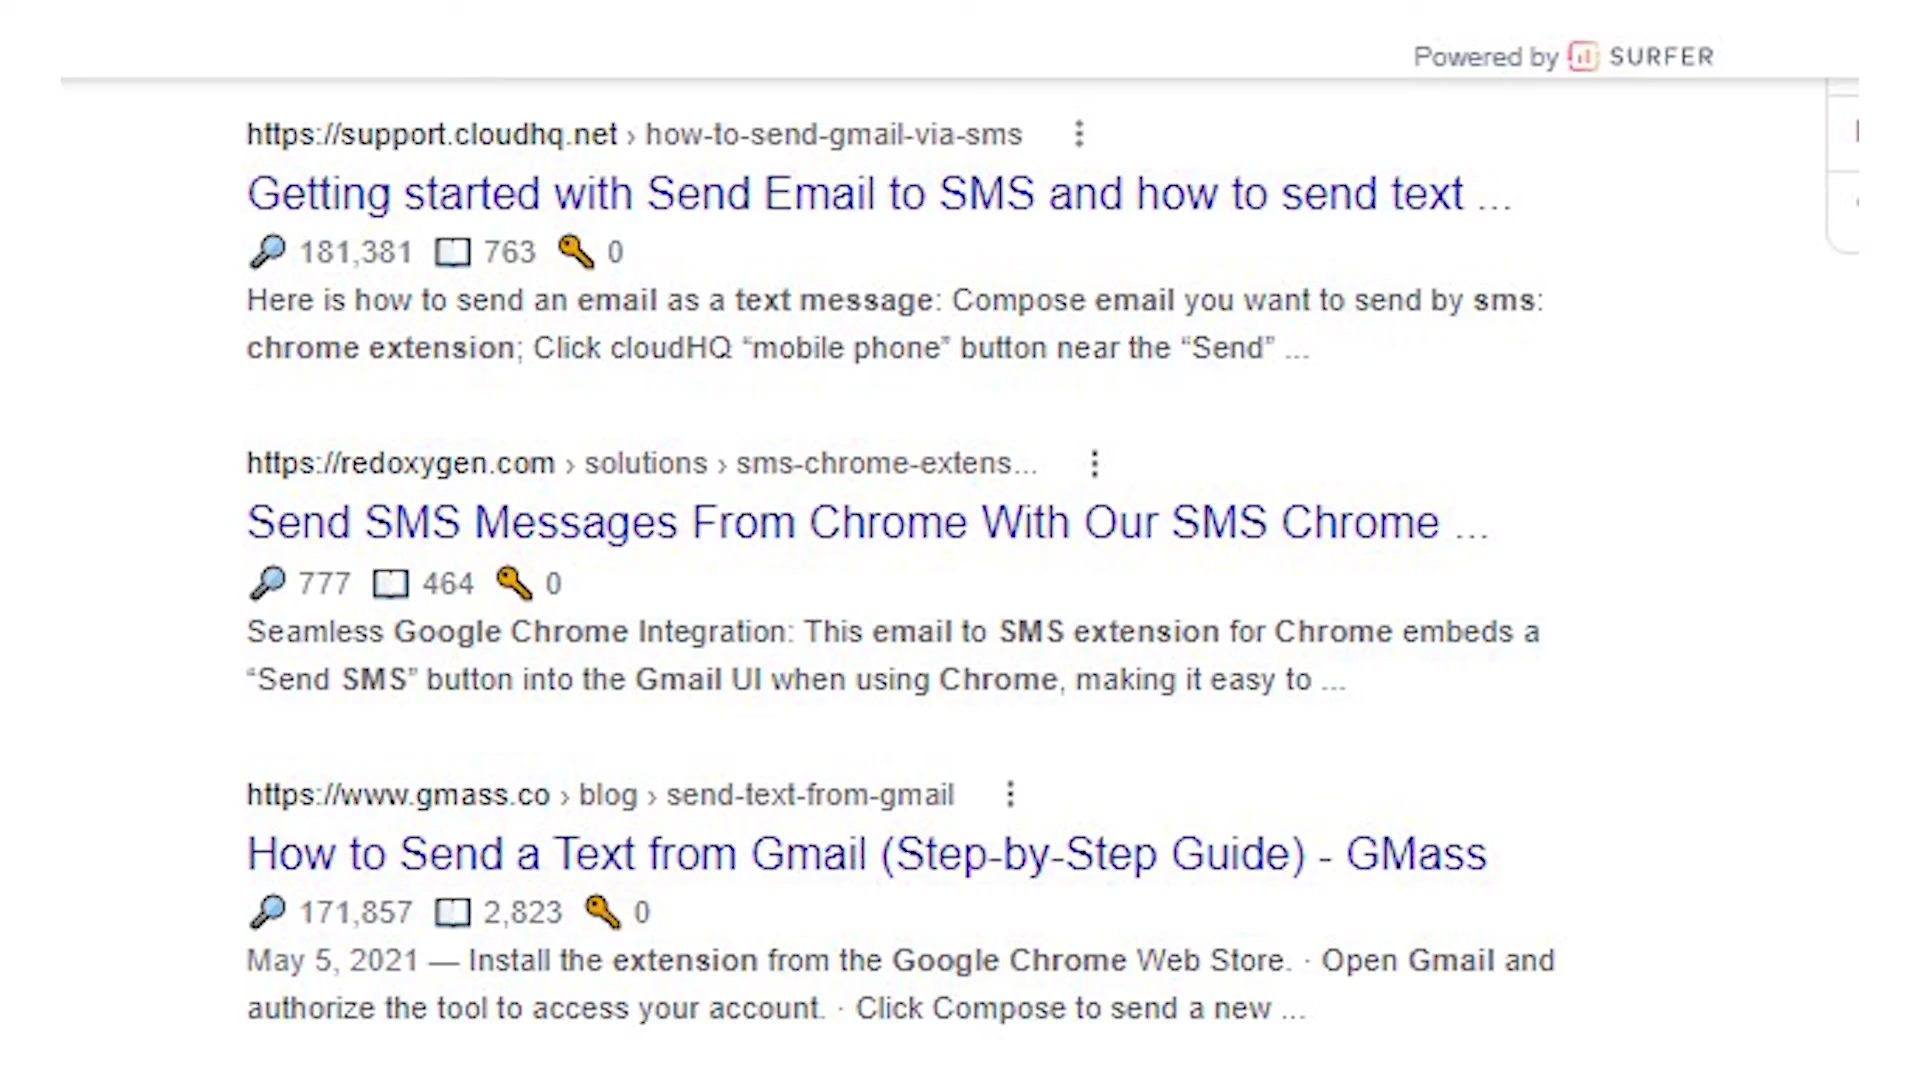 Powered by SURFER
https://support.cloudhq.net › how-to-send-gmail-via-sms
Getting started with Send Email to SMS and how to send text ...
181,381 763 0
Here is how to send an email as a text message: Compose email you want to send by sms:
chrome extension; Click cloudHQ “mobile phone” button near the “Send” ...
https://redoxygen.com › solutions › sms-chrome-extens...
Send SMS Messages From Chrome With Our SMS Chrome ...
777 464 0
Seamless Google Chrome Integration: This email to SMS extension for Chrome embeds a
“Send SMS” button into the Gmail UI when using Chrome, making it easy to ...
https://www.gmass.co › blog › send-text-from-gmail
How to Send a Text from Gmail (Step-by-Step Guide) - GMass
171,857 2,823 0
May 5, 2021 — Install the extension from the Google Chrome Web Store. · Open Gmail and
authorize the tool to access your account. · Click Compose to send a new ...